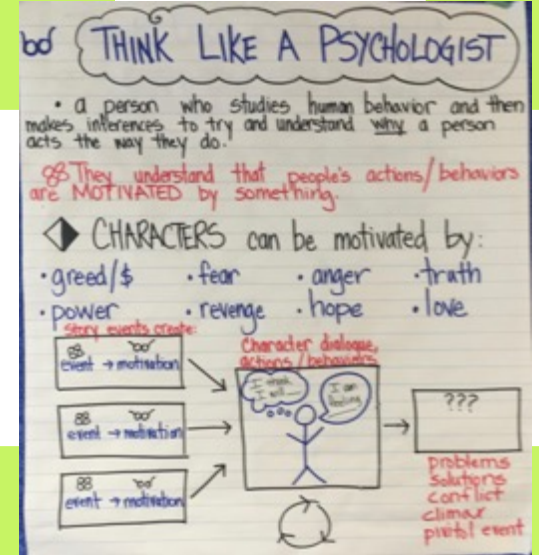 THINK LIKE A PSYCHOLOGIST
• a person who studies human behavior and then
makes inferences to try and understand why a person
acts the way they do.
They understand that people's actions/behaviors
are MOTIVATED by something.
CHARACTERS can be motivated by:
• greed/$ • fear • anger • truth
• power • revenge • hope • love
Story events create:
event → motivation
event → motivation
event → motivation
Character dialogue,
actions/behaviors
I think
I will
I am
feeling
???
problems
solutions
conflict
climax
pivotal event